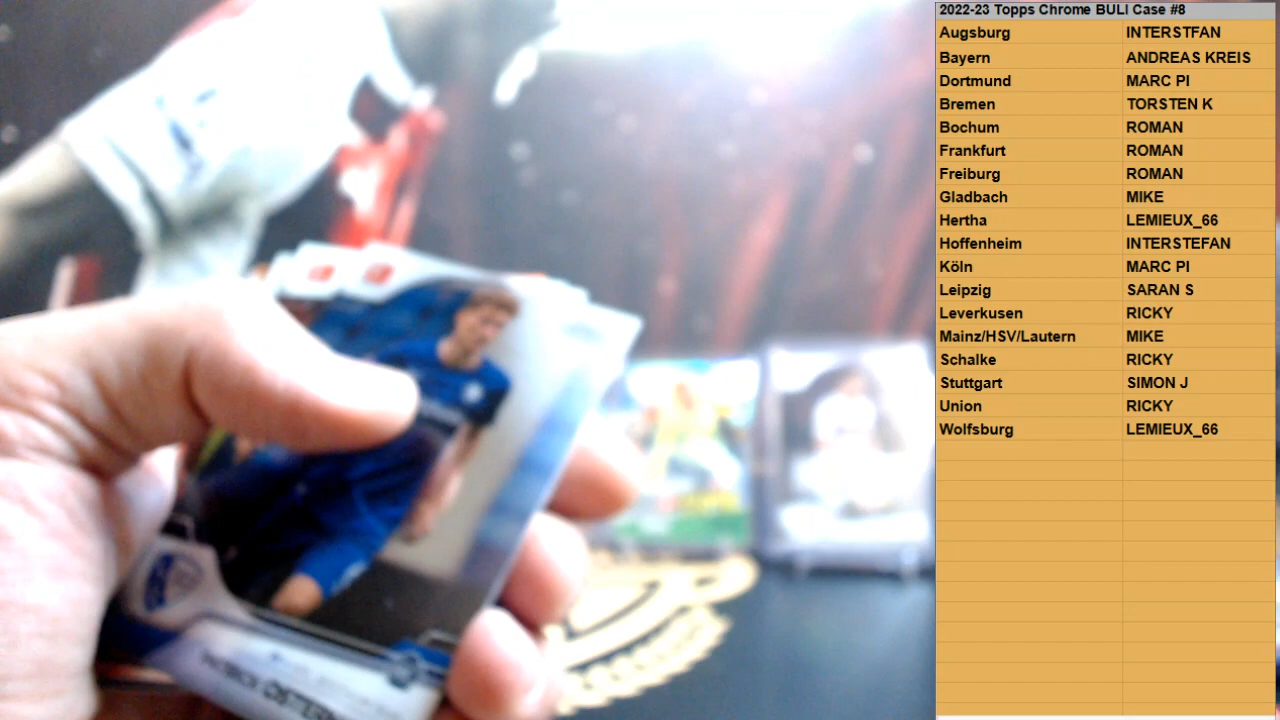 2022-23 Topps Chrome BULI Case #8
Augsburg INTERSTFAN
Bayern ANDREAS KREIS
Dortmund MARC PI
Bremen TORSTEN K
Bochum ROMAN
Frankfurt ROMAN
Freiburg ROMAN
Gladbach MIKE
Hertha LEMIEUX_66
Hoffenheim INTERSTEFAN
Köln MARC PI
Leipzig SARAN S
Leverkusen RICKY
Mainz/HSV/Lautern MIKE
Schalke RICKY
Stuttgart SIMON J
Union RICKY
Wolfsburg LEMIEUX_66